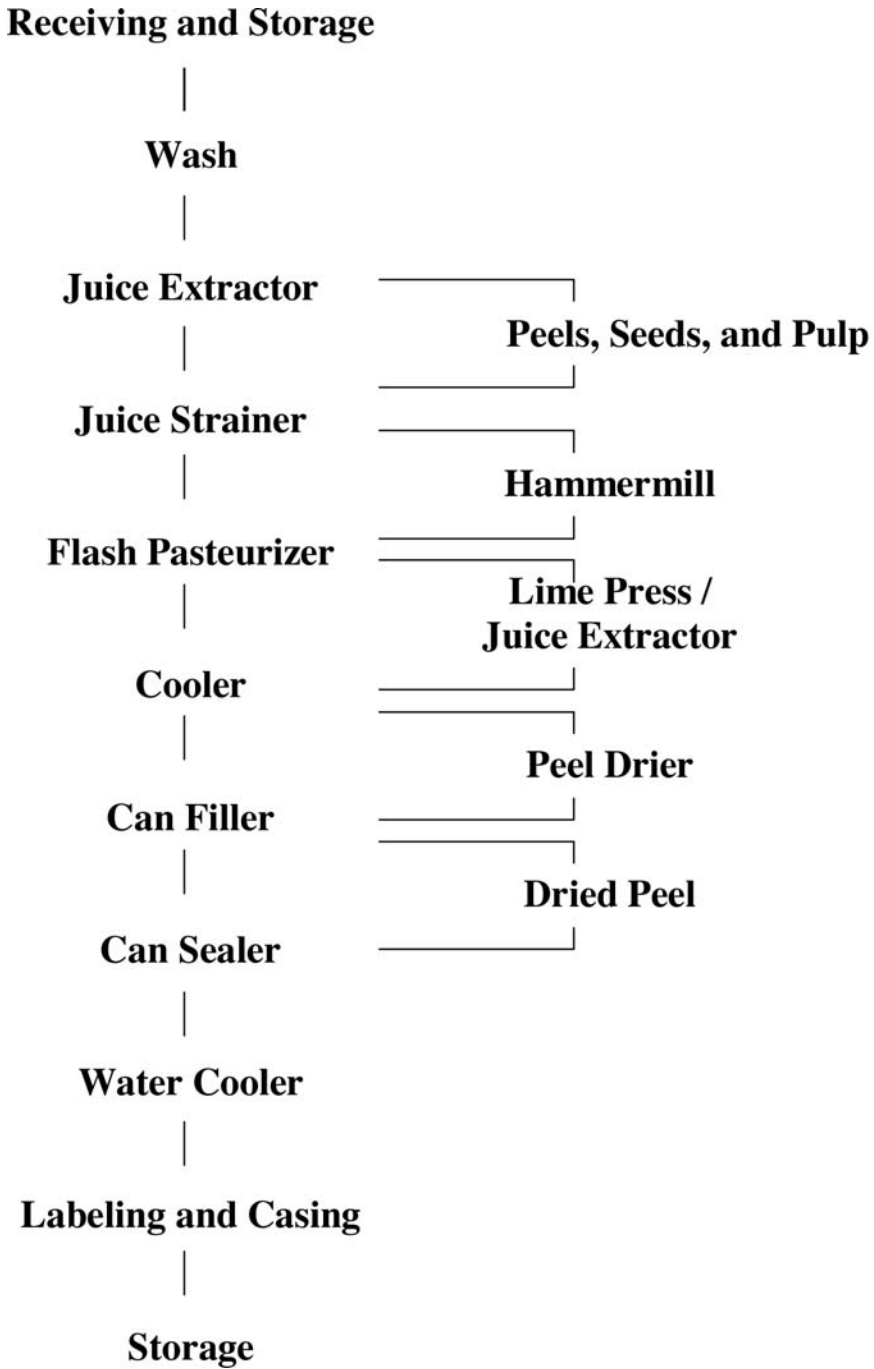 Receiving and Storage
Wash
Juice Extractor
Peels, Seeds, and Pulp
Juice Strainer
Hammermill
Flash Pasteurizer
Lime Press /
Juice Extractor
Cooler
Peel Drier
Can Filler
Dried Peel
Can Sealer
Water Cooler
Labeling and Casing
Storage